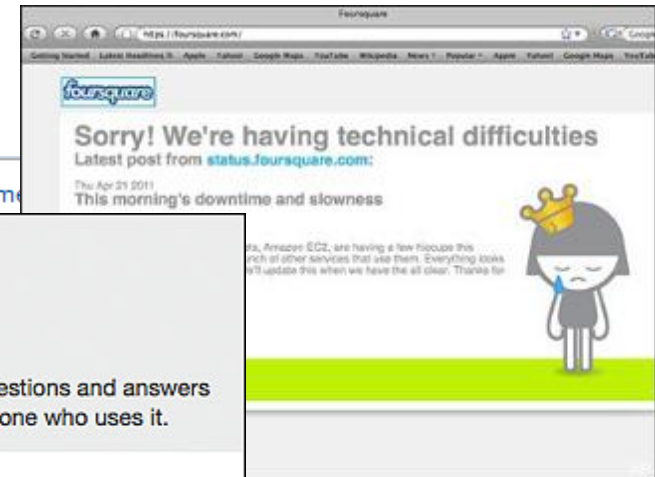 Foursquare
https://foursquare.com/
Getting Started Latest Headlines Apple Yahoo! Google Maps YouTube Wikipedia News Popular Apple Yahoo! Google Maps
foursquare
Sorry! We're having technical difficulties
Latest post from status.foursquare.com:
Thu Apr 21 2011
This morning's downtime and slowness
Amazon EC2, are having a few hiccups this
of other services that use them. Everything looks
update this when we have the all clear. Thanks for
and answers
one who uses it.